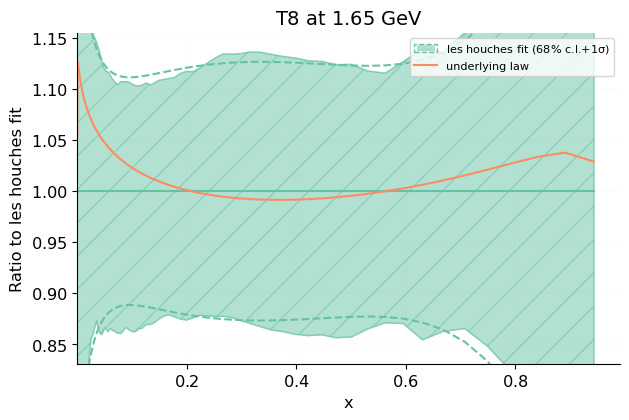 T8 at 1.65 GeV
les houches fit (68% c.l.+1σ)
underlying law
Ratio to les houches fit
1.15
1.10
1.05
1.00
0.95
0.90
0.85
0.2 0.4 0.6 0.8
x